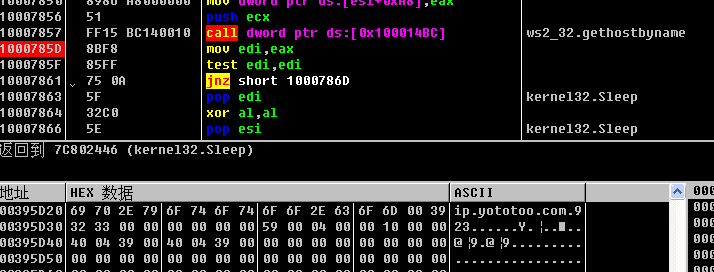 8986 A8000000 mov dword ptr ds:[esi+0xA8],eax
10007856 51 push ecx
10007857 FF15 BC140010 call dword ptr ds:[0x100014BC] ws2_32.gethostbyname
1000785D 8BF8 mov edi,eax
1000785F 85FF test edi,edi
10007861 75 0A jnz short 1000786D
10007863 5F pop edi kernel32.Sleep
10007864 32C0 xor al,al
10007866 5E pop esi kernel32.Sleep
返回到 7C802446 (kernel32.Sleep)
地址 HEX 数据 ASCII
00395D20 69 70 2E 79 6F 74 6F 74 6F 6F 2E 63 6F 6D 00 39 ip.yototoo.com.9
00395D30 32 33 00 00 00 00 00 00 59 00 04 00 00 10 00 00 23......Y.
00395D40 40 04 39 00 40 04 39 00 00 00 00 00 00 00 00 00 @ 9.@ 9.........
00395D50 00 00 00 00 00 00 00 00 00 00 00 00 00 00 00 00 ................